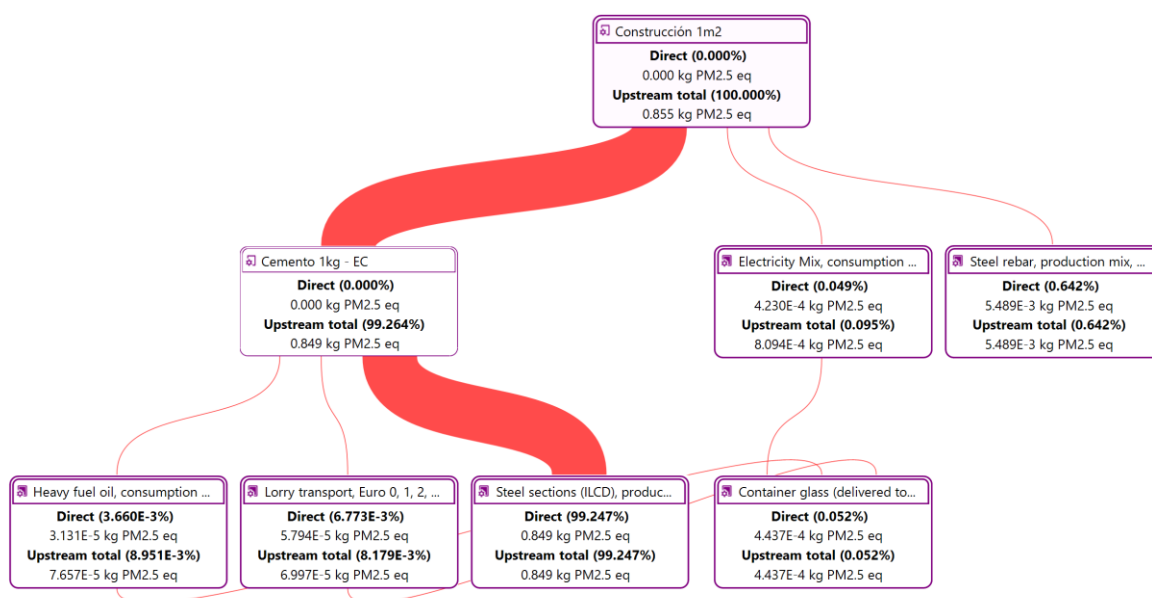 Construcción 1m2
Direct (0.000%)
0.000 kg PM2.5 eq
Upstream total (100.000%)
0.855 kg PM2.5 eq
Cemento 1kg - EC
Direct (0.000%)
0.000 kg PM2.5 eq
Upstream total (99.264%)
0.849 kg PM2.5 eq
Electricity Mix, consumption ...
Direct (0.049%)
4.230E-4 kg PM2.5 eq
Upstream total (0.095%)
8.094E-4 kg PM2.5 eq
Steel rebar, production mix, ...
Direct (0.642%)
5.489E-3 kg PM2.5 eq
Upstream total (0.642%)
5.489E-3 kg PM2.5 eq
Heavy fuel oil, consumption ...
Direct (3.660E-3%)
3.131E-5 kg PM2.5 eq
Upstream total (8.951E-3%)
7.657E-5 kg PM2.5 eq
Lorry transport, Euro 0, 1, 2, ...
Direct (6.773E-3%)
5.794E-5 kg PM2.5 eq
Upstream total (8.179E-3%)
6.997E-5 kg PM2.5 eq
Steel sections (ILCD), produc...
Direct (99.247%)
0.849 kg PM2.5 eq
Upstream total (99.247%)
0.849 kg PM2.5 eq
Container glass (delivered to...
Direct (0.052%)
4.437E-4 kg PM2.5 eq
Upstream total (0.052%)
4.437E-4 kg PM2.5 eq